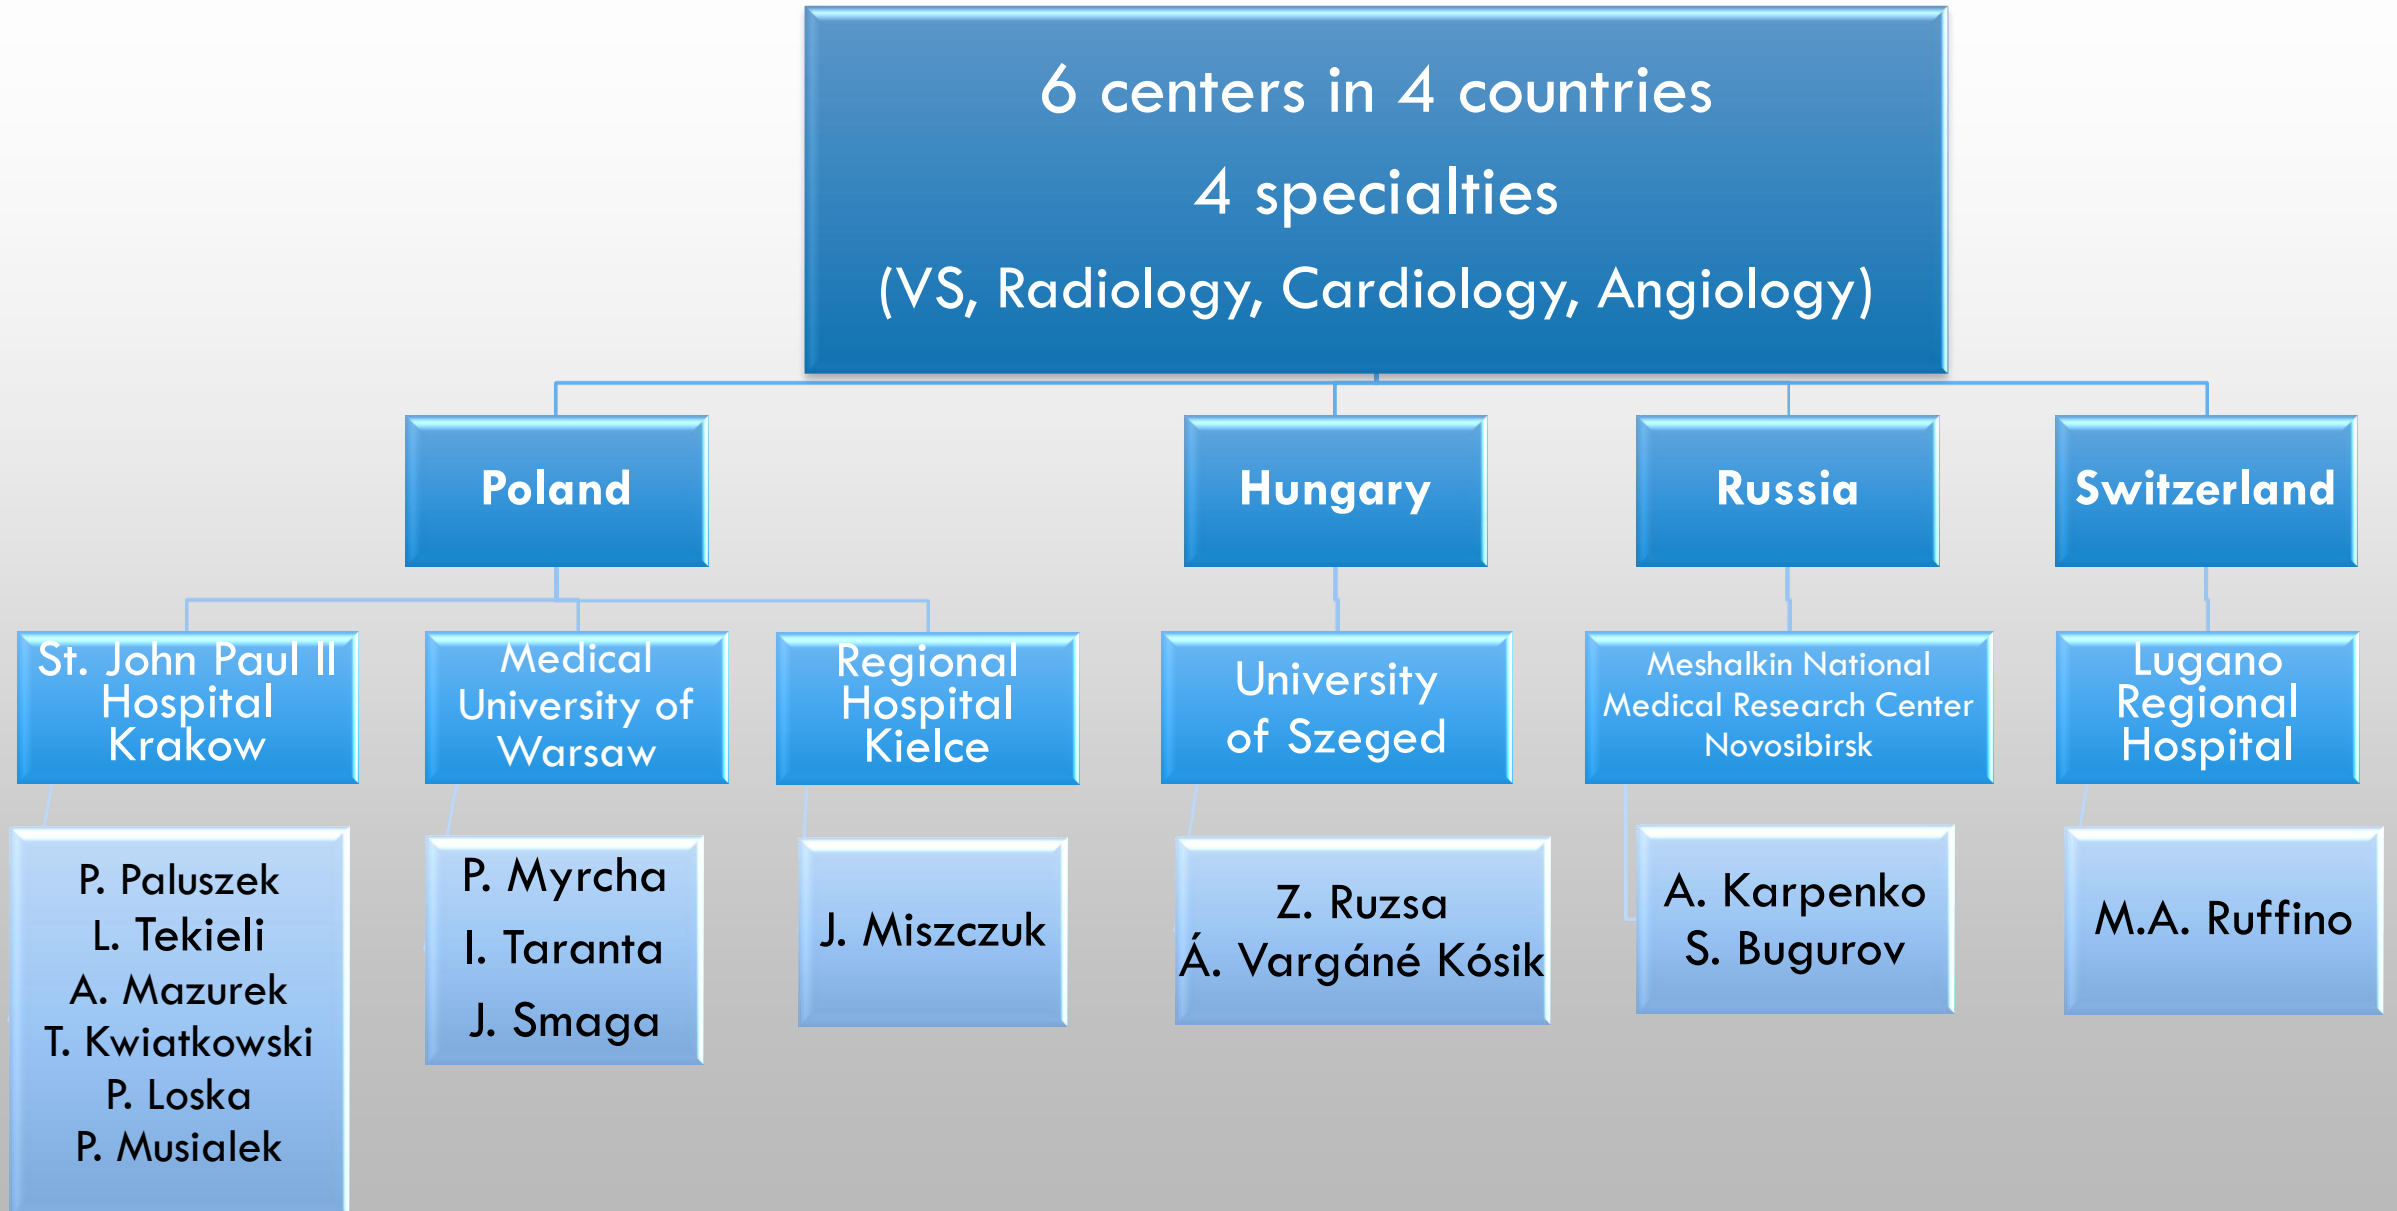 6 centers in 4 countries
4 specialties
(VS, Radiology, Cardiology, Angiology)
Poland
Hungary
Russia
Switzerland
St. John Paul II
Hospital
Krakow
Medical
University of
Warsaw
Regional
Hospital
Kielce
University
of Szeged
Meshalkin National
Medical Research Center
Novosibirsk
Lugano
Regional
Hospital
P. Paluszek
L. Tekieli
A. Mazurek
T. Kwiatkowski
P. Loska
P. Musialek
P. Myrcha
I. Taranta
J. Smaga
J. Miszczuk
Z. Ruzsa
Á. Vargáné Kósik
A. Karpenko
S. Bugurov
M.A. Ruffino